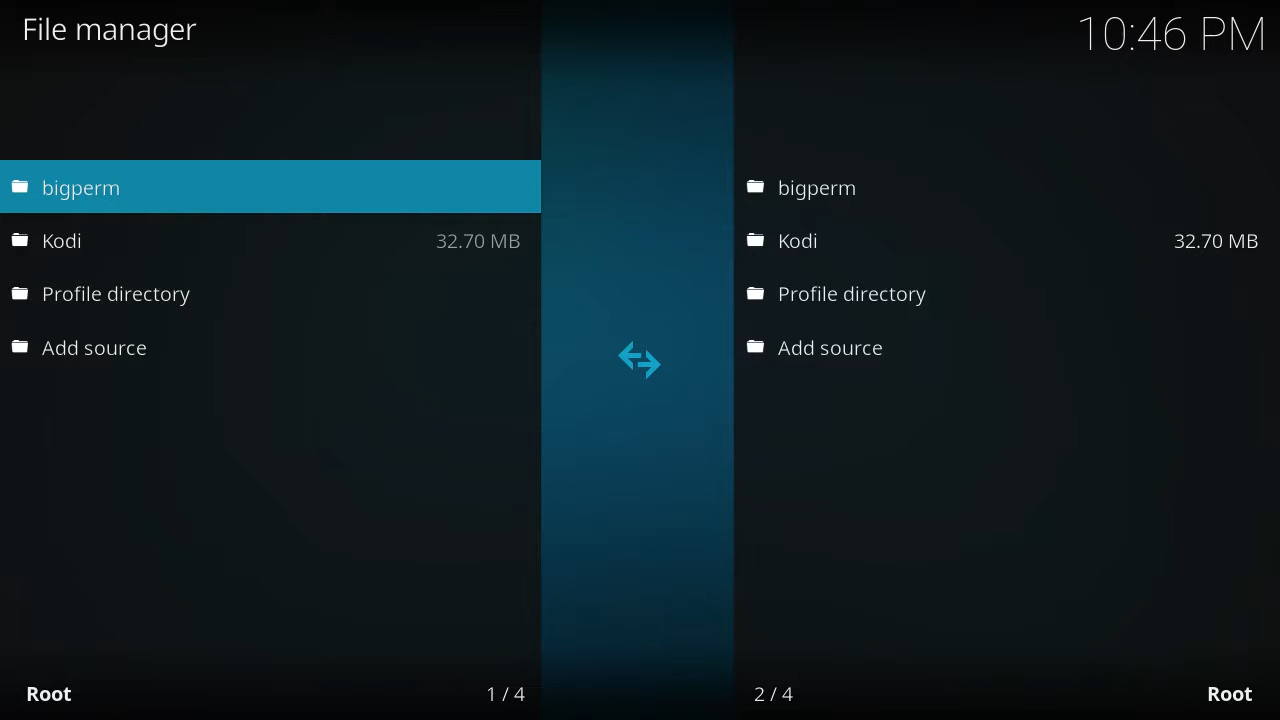 File manager
10:46 PM
bigperm
Kodi 32.70 MB
Profile directory
Add source
bigperm
Kodi 32.70 MB
Profile directory
Add source
Root 1 / 4
2 / 4 Root